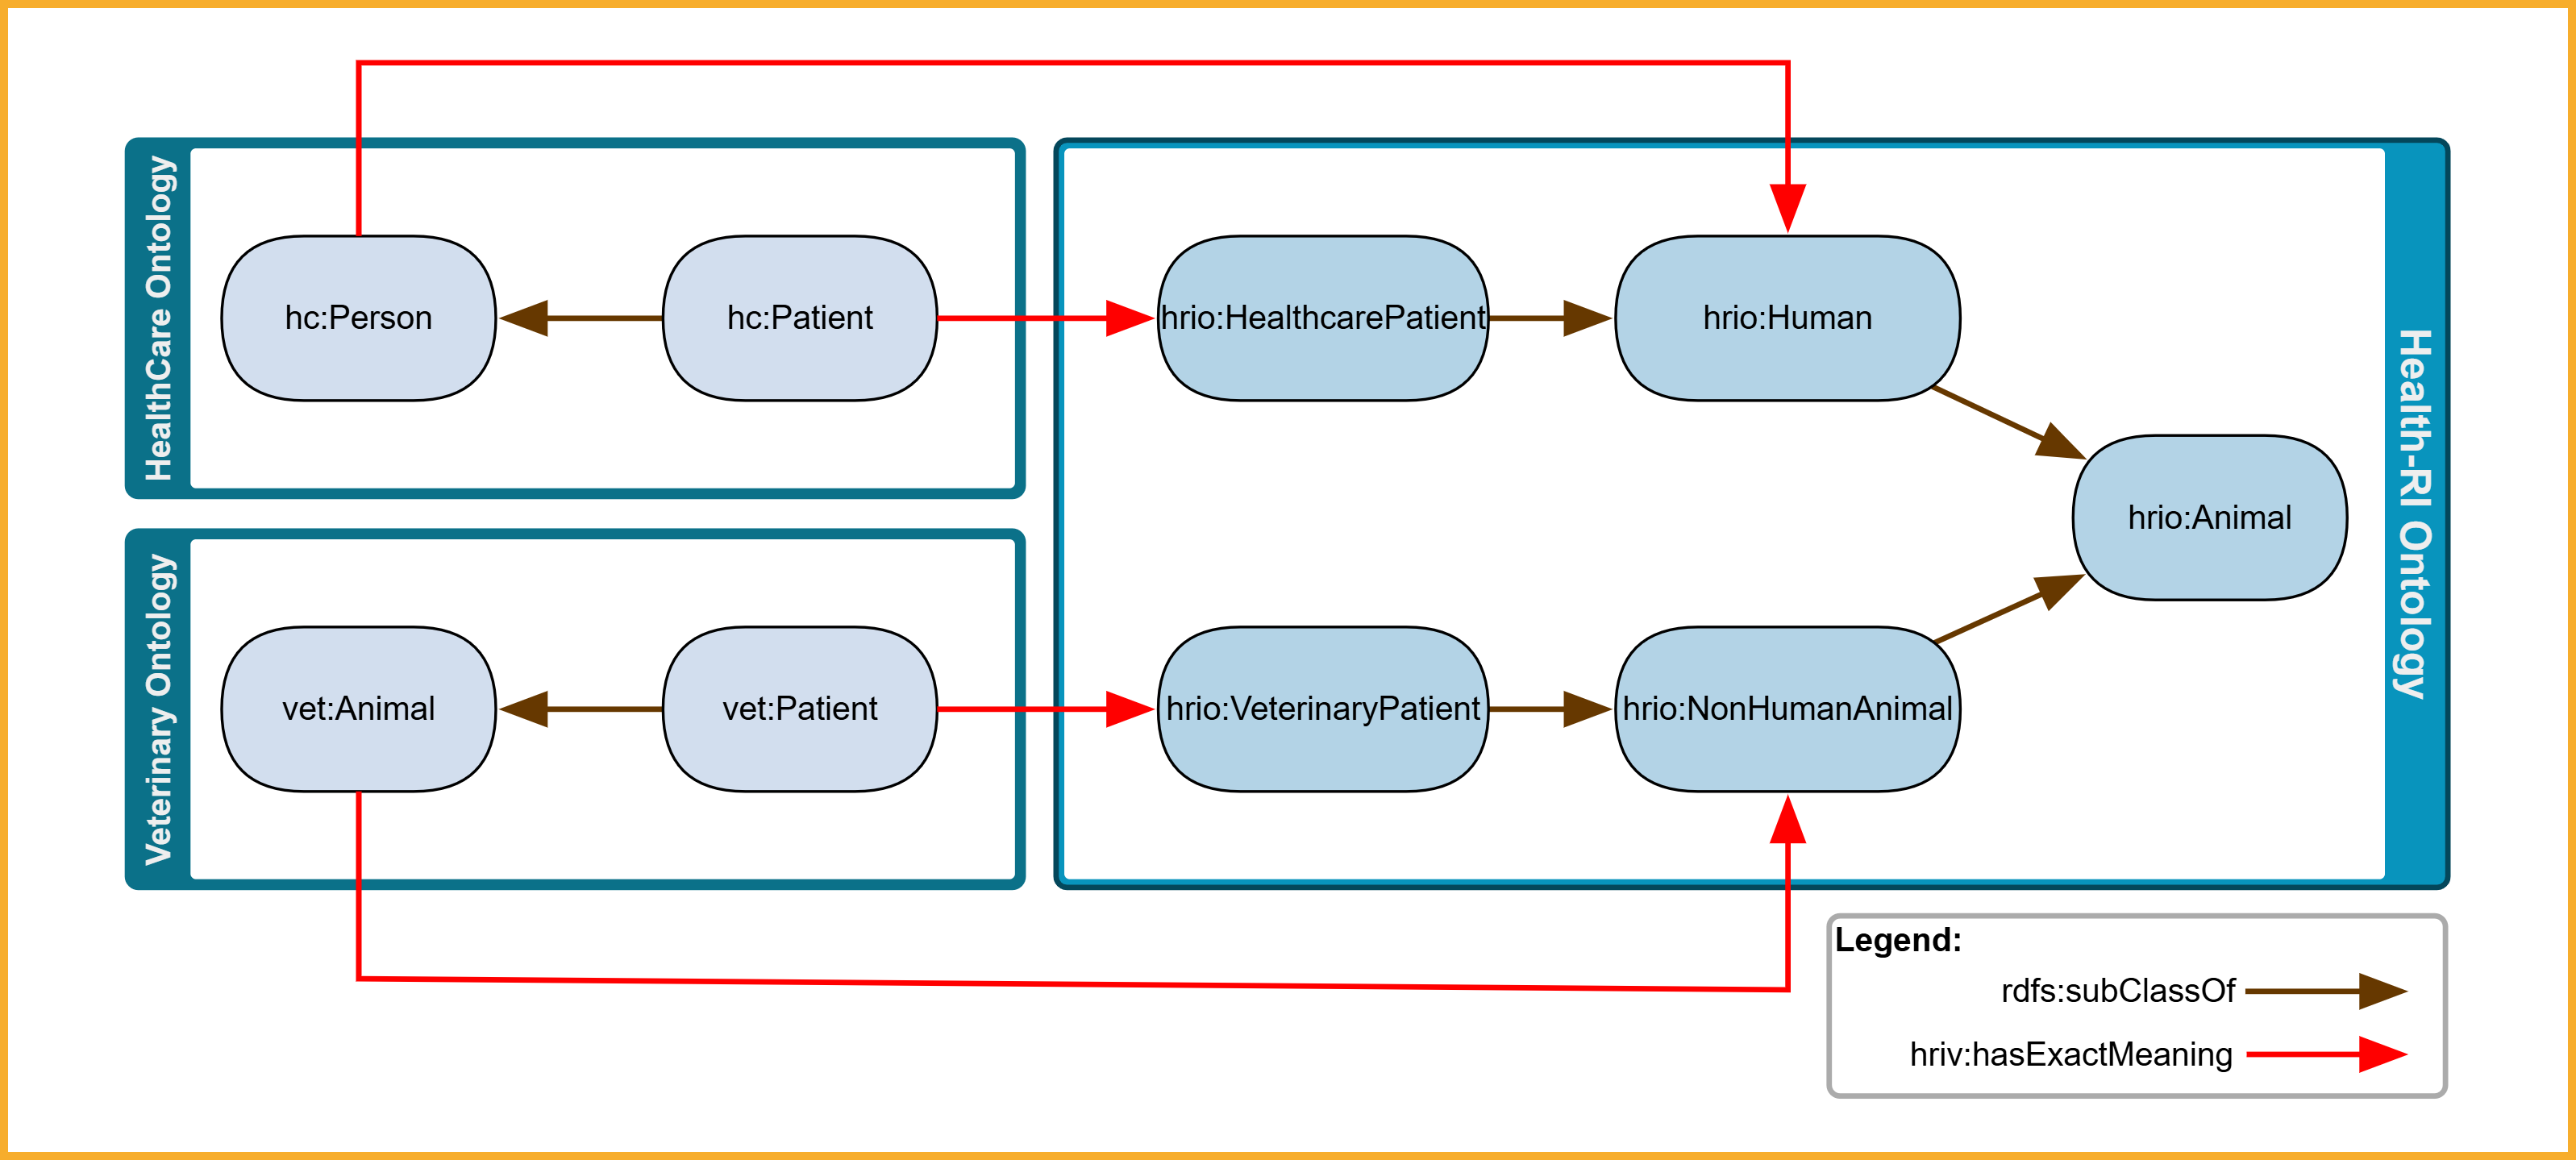 HealthCare Ontology
hc:Person
hc:Patient
hrio:HealthcarePatient
hrio:Human
Health-RI Ontology
hrio:Animal
Veterinary Ontology
vet:Animal
vet:Patient
hrio:VeterinaryPatient
hrio:NonHumanAnimal
Legend:
rdfs:subClassOf
hriv:hasExactMeaning